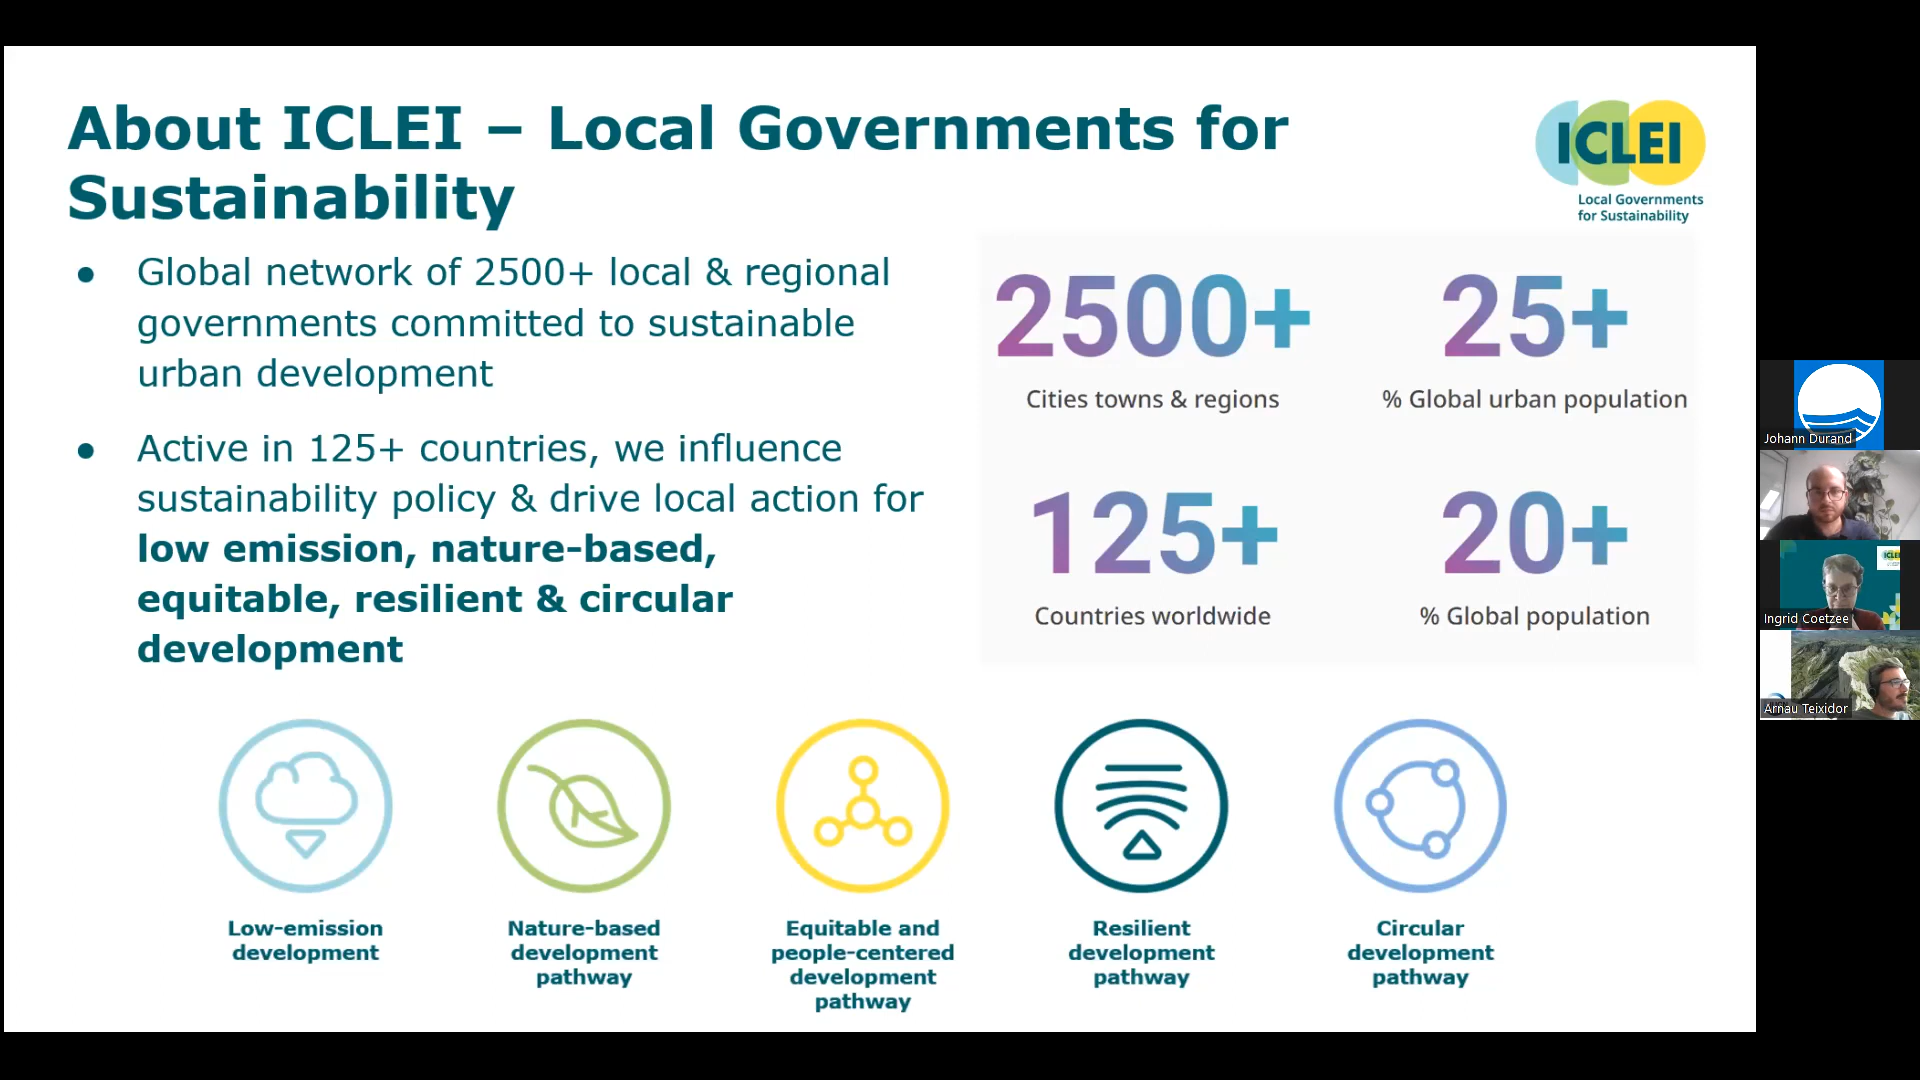 About ICLEI – Local Governments for
Sustainability
ICLEI
Local Governments
for Sustainability
● Global network of 2500+ local & regional
governments committed to sustainable
urban development
● Active in 125+ countries, we influence
sustainability policy & drive local action for
low emission, nature-based,
equitable, resilient & circular
development
2500+
Cities towns & regions
25+
% Global urban population
125+
Countries worldwide
20+
% Global population
Low-emission
development
Nature-based
development
pathway
Equitable and
people-centered
development
pathway
Resilient
development
pathway
Circular
development
pathway
Johann Durand
ICLEI
Ingrid Coetzee
Arnau Teixidor